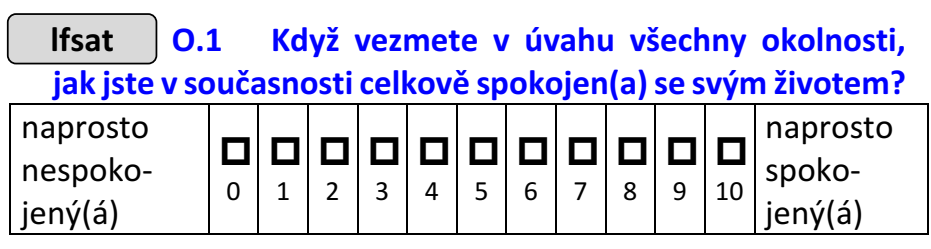 lfsat O.1 Když vezmete v úvahu všechny okolnosti,
jak jste v současnosti celkově spokojen(a) se svým životem?
naprosto
nespoko-
jený(á)
0 1 2 3 4 5 6 7 8 9 10
naprosto
spoko-
jený(á)